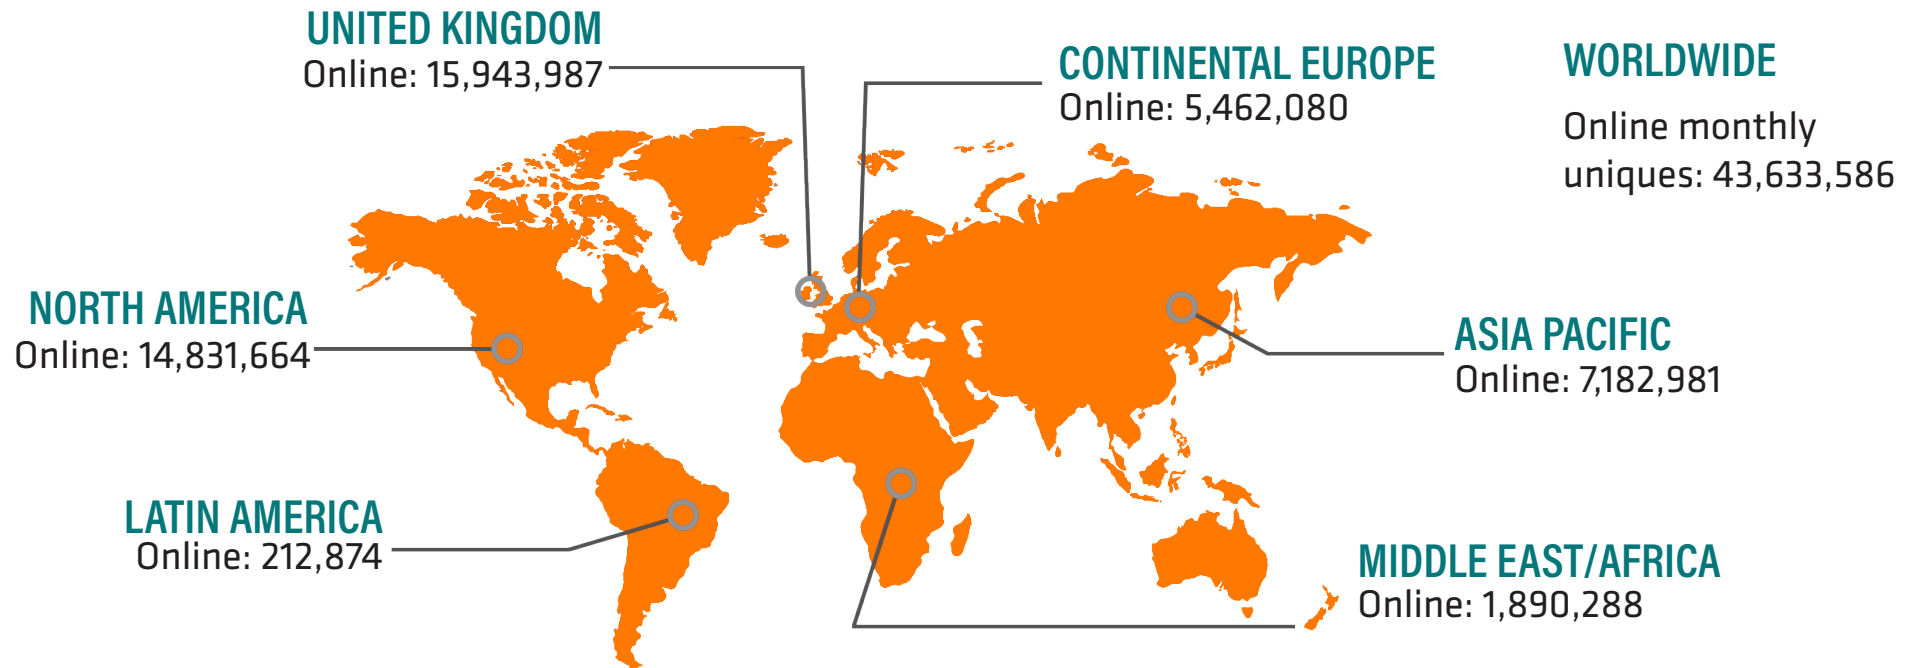 UNITED KINGDOM
Online: 15,943,987
CONTINENTAL EUROPE
Online: 5,462,080
WORLDWIDE
Online monthly
uniques: 43,633,586
NORTH AMERICA
Online: 14,831,664
ASIA PACIFIC
Online: 7,182,981
LATIN AMERICA
Online: 212,874
MIDDLE EAST/AFRICA
Online: 1,890,288